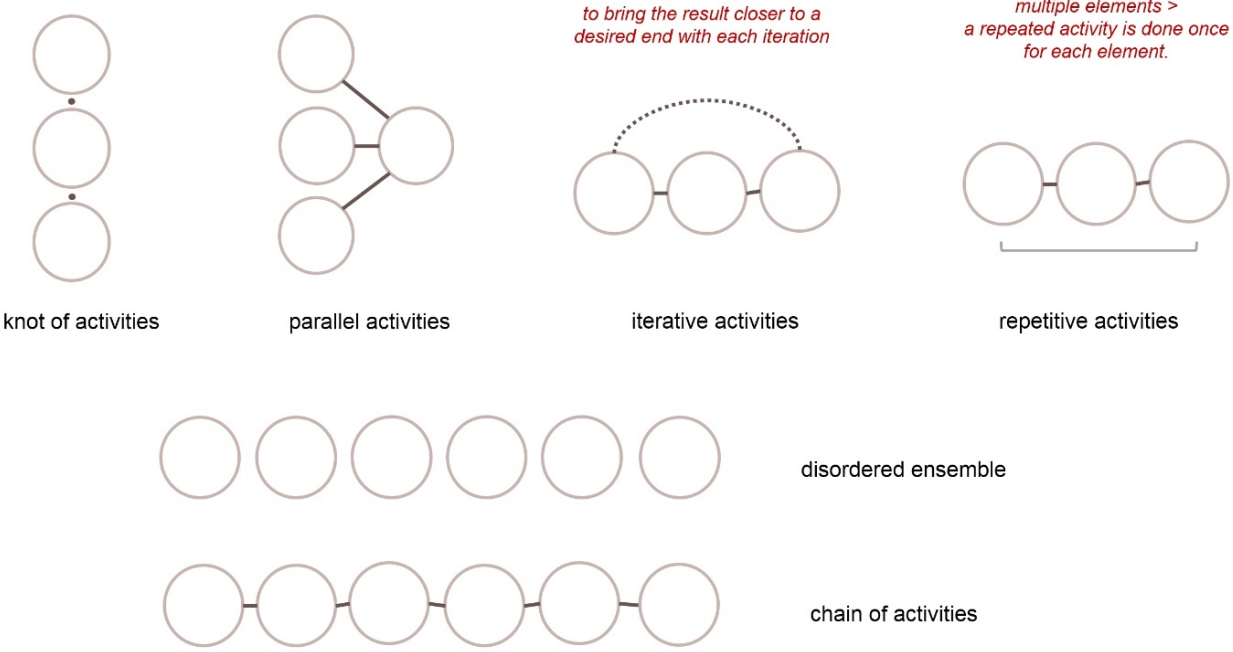 to bring the result closer to a
desired end with each iteration
multiple elements >
a repeated activity is done once
for each element.
knot of activities
parallel activities
iterative activities
repetitive activities
disordered ensemble
chain of activities